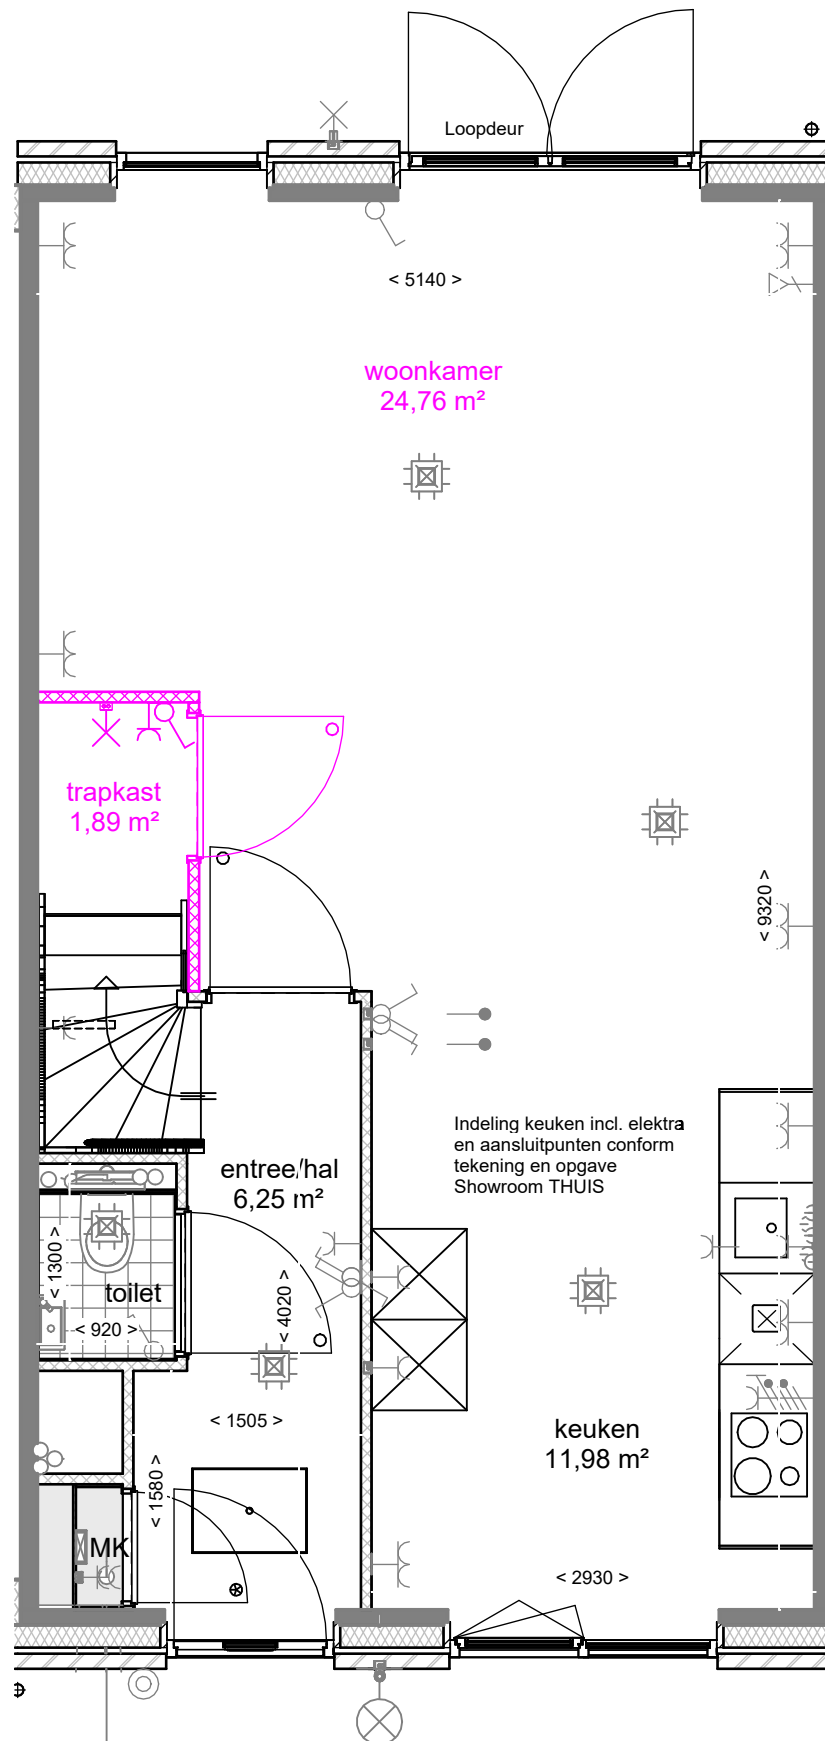 Loopdeur
< 5140 >
woonkamer
24,76 m²
trapkast
1,89 m²
< 9320 >
Indeling keuken incl. elektra
en aansluitpunten conform
tekening en opgave
Showroom THUIS
entree/hal
6,25 m²
< 1300 >
toilet
< 920 >
< 4020 >
< 1505 >
keuken
11,98 m²
< 1580 >
MK
< 2930 >